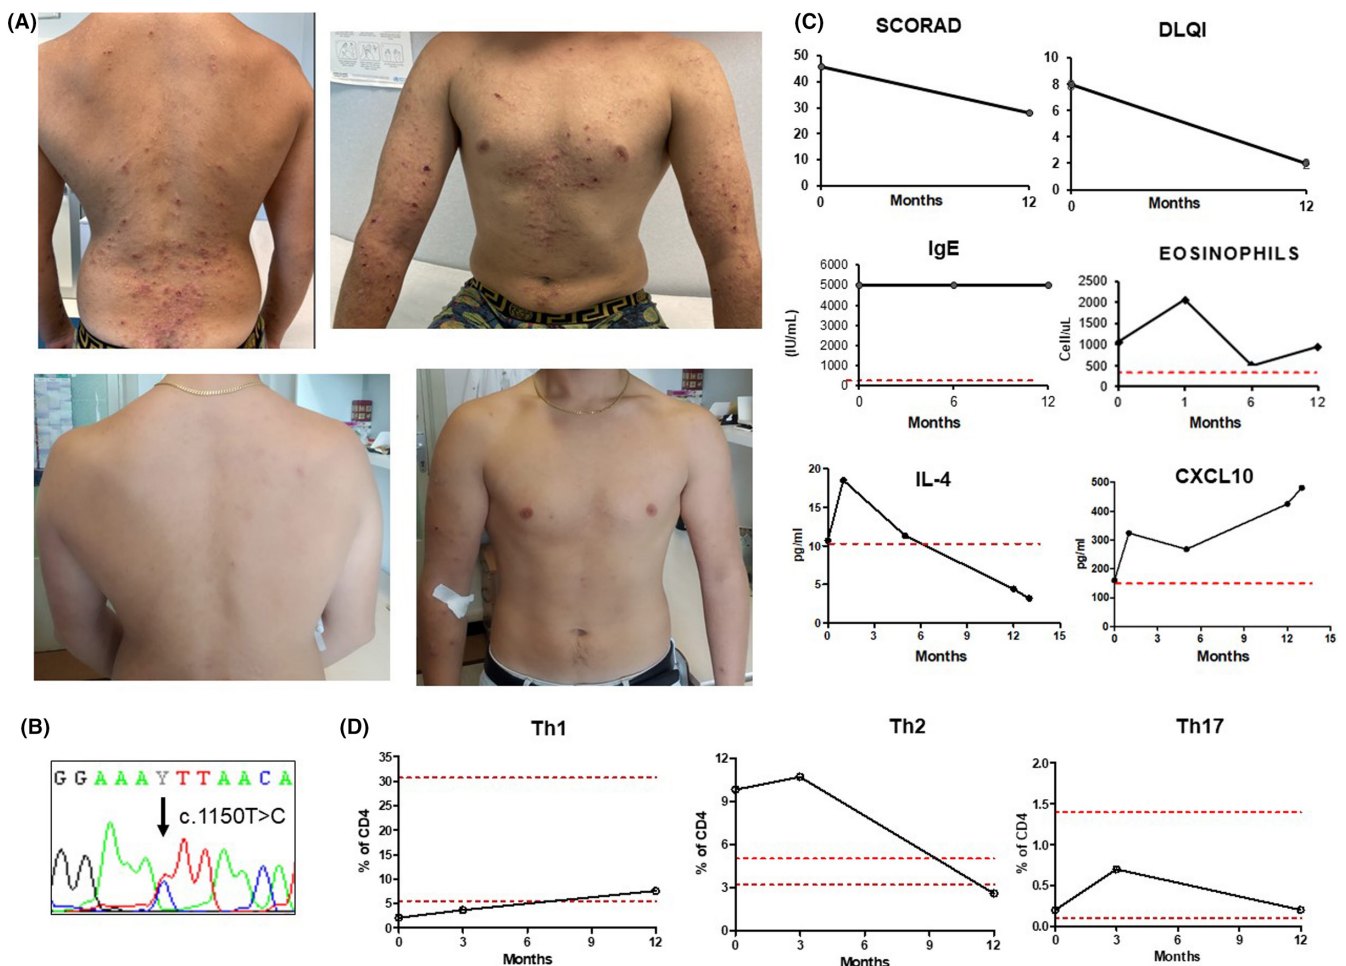 (A)
(C)
SCORAD
50
40
30
20
10
0
0
Months
12
DLQI
10
8
6
4
2
0
0
Months
12
IgE
(IU/mL)
6000
5000
4000
3000
2000
1000
0
0
6
12
Months
EOSINOPHILS
Cell/uL
2500
2000
1500
1000
500
0
0
1
6
12
Months
IL-4
pg/ml
20
15
10
5
0
0
3
6
9
12
15
Months
CXCL10
pg/ml
500
400
300
200
100
0
0
3
6
9
12
15
Months
(B)
G G A A A Y T T A A C A
c.1150T>C
(D)
Th1
% of CD4
35
30
25
20
15
10
5
0
0
3
6
9
12
Months
Th2
% of CD4
12
9
6
3
0
0
3
6
9
12
Months
Th17
% of CD4
2.0
1.5
1.0
0.5
0.0
0
3
6
9
12
Months